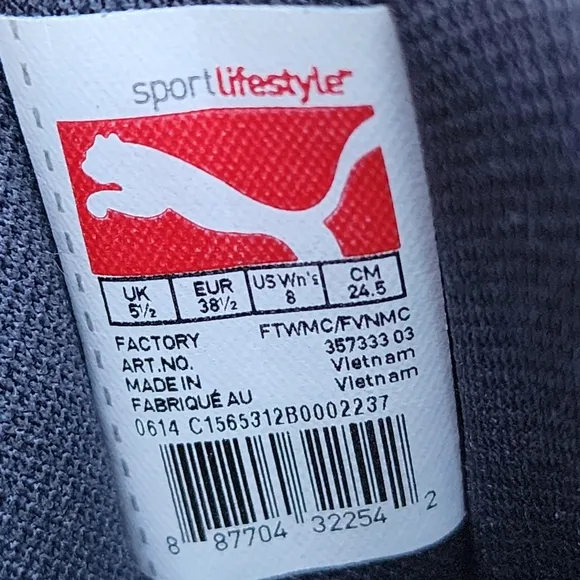 sportlifestyle
UK EUR US Wn's CM
5½ 38½ 8 24.5
FACTORY FTWMC/FVNMC
ART.NO. 357333 03
MADE IN Vietnam
FABRIQUÉ AU Vietnam
0614 C1565312B0002237
8 87704 32254 2